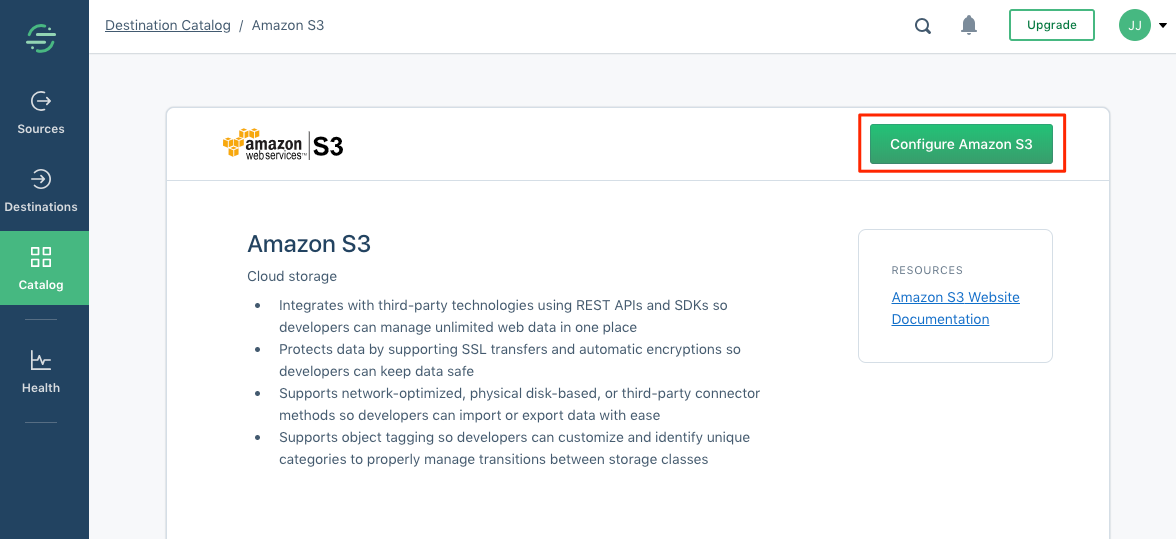 Destination Catalog / Amazon S3
Upgrade
JJ
Sources
Destinations
Catalog
Health
amazon
web services™
S3
Configure Amazon S3
Amazon S3
Cloud storage
• Integrates with third-party technologies using REST APIs and SDKs so
developers can manage unlimited web data in one place
• Protects data by supporting SSL transfers and automatic encryptions so
developers can keep data safe
• Supports network-optimized, physical disk-based, or third-party connector
methods so developers can import or export data with ease
• Supports object tagging so developers can customize and identify unique
categories to properly manage transitions between storage classes
RESOURCES
Amazon S3 Website
Documentation